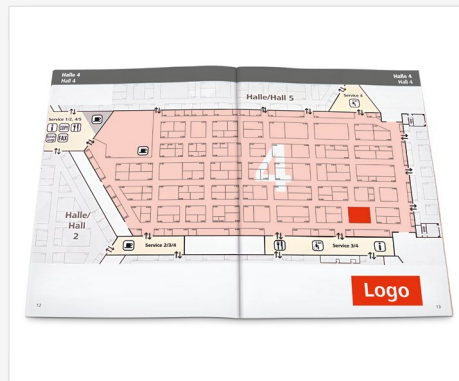 Halle 4
Hall 4
Halle 4
Hall 4
Halle/Hall 5
Service 4
Service 1/2, 4/5
4
Halle/
Hall
2
Service 2/3/4
Service 3/4
Logo
12
13